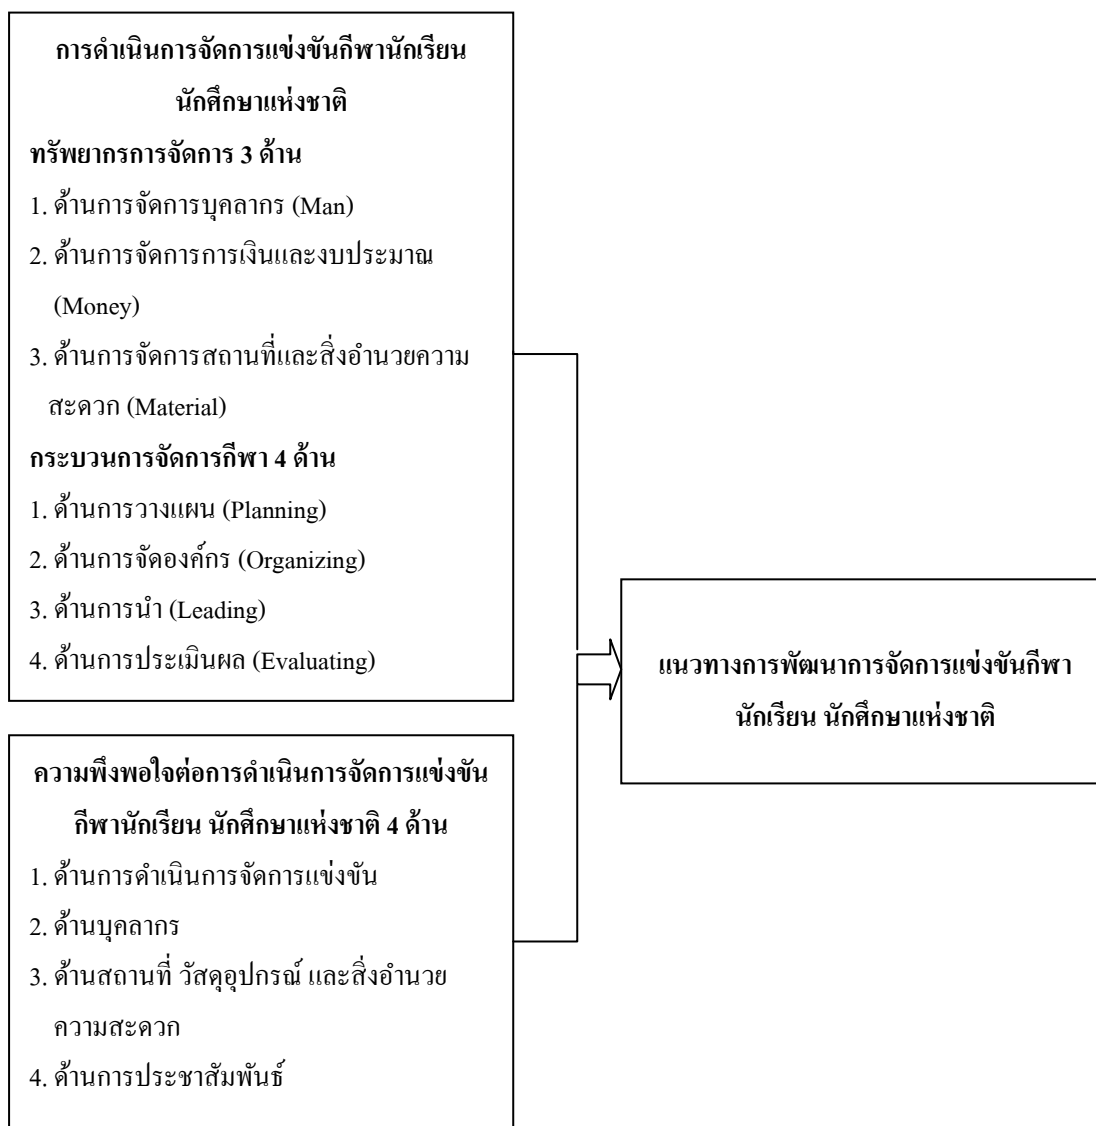 การดำเนินการจัดการแข่งขันกีฬานักเรียน
นักศึกษาแห่งชาติ
ทรัพยากรการจัดการ 3 ด้าน
1. ด้านการจัดการบุคลากร (Man)
2. ด้านการจัดการการเงินและงบประมาณ
(Money)
3. ด้านการจัดการสถานที่และสิ่งอำนวยความ
สะดวก (Material)
กระบวนการจัดการกีฬา 4 ด้าน
1. ด้านการวางแผน (Planning)
2. ด้านการจัดองค์กร (Organizing)
3. ด้านการนำ (Leading)
4. ด้านการประเมินผล (Evaluating)
ความพึงพอใจต่อการดำเนินการจัดการแข่งขัน
กีฬานักเรียน นักศึกษาแห่งชาติ 4 ด้าน
1. ด้านการดำเนินการจัดการแข่งขัน
2. ด้านบุคลากร
3. ด้านสถานที่ วัสดุอุปกรณ์ และสิ่งอำนวย
ความสะดวก
4. ด้านการประชาสัมพันธ์
แนวทางการพัฒนาการจัดการแข่งขันกีฬา
นักเรียน นักศึกษาแห่งชาติ